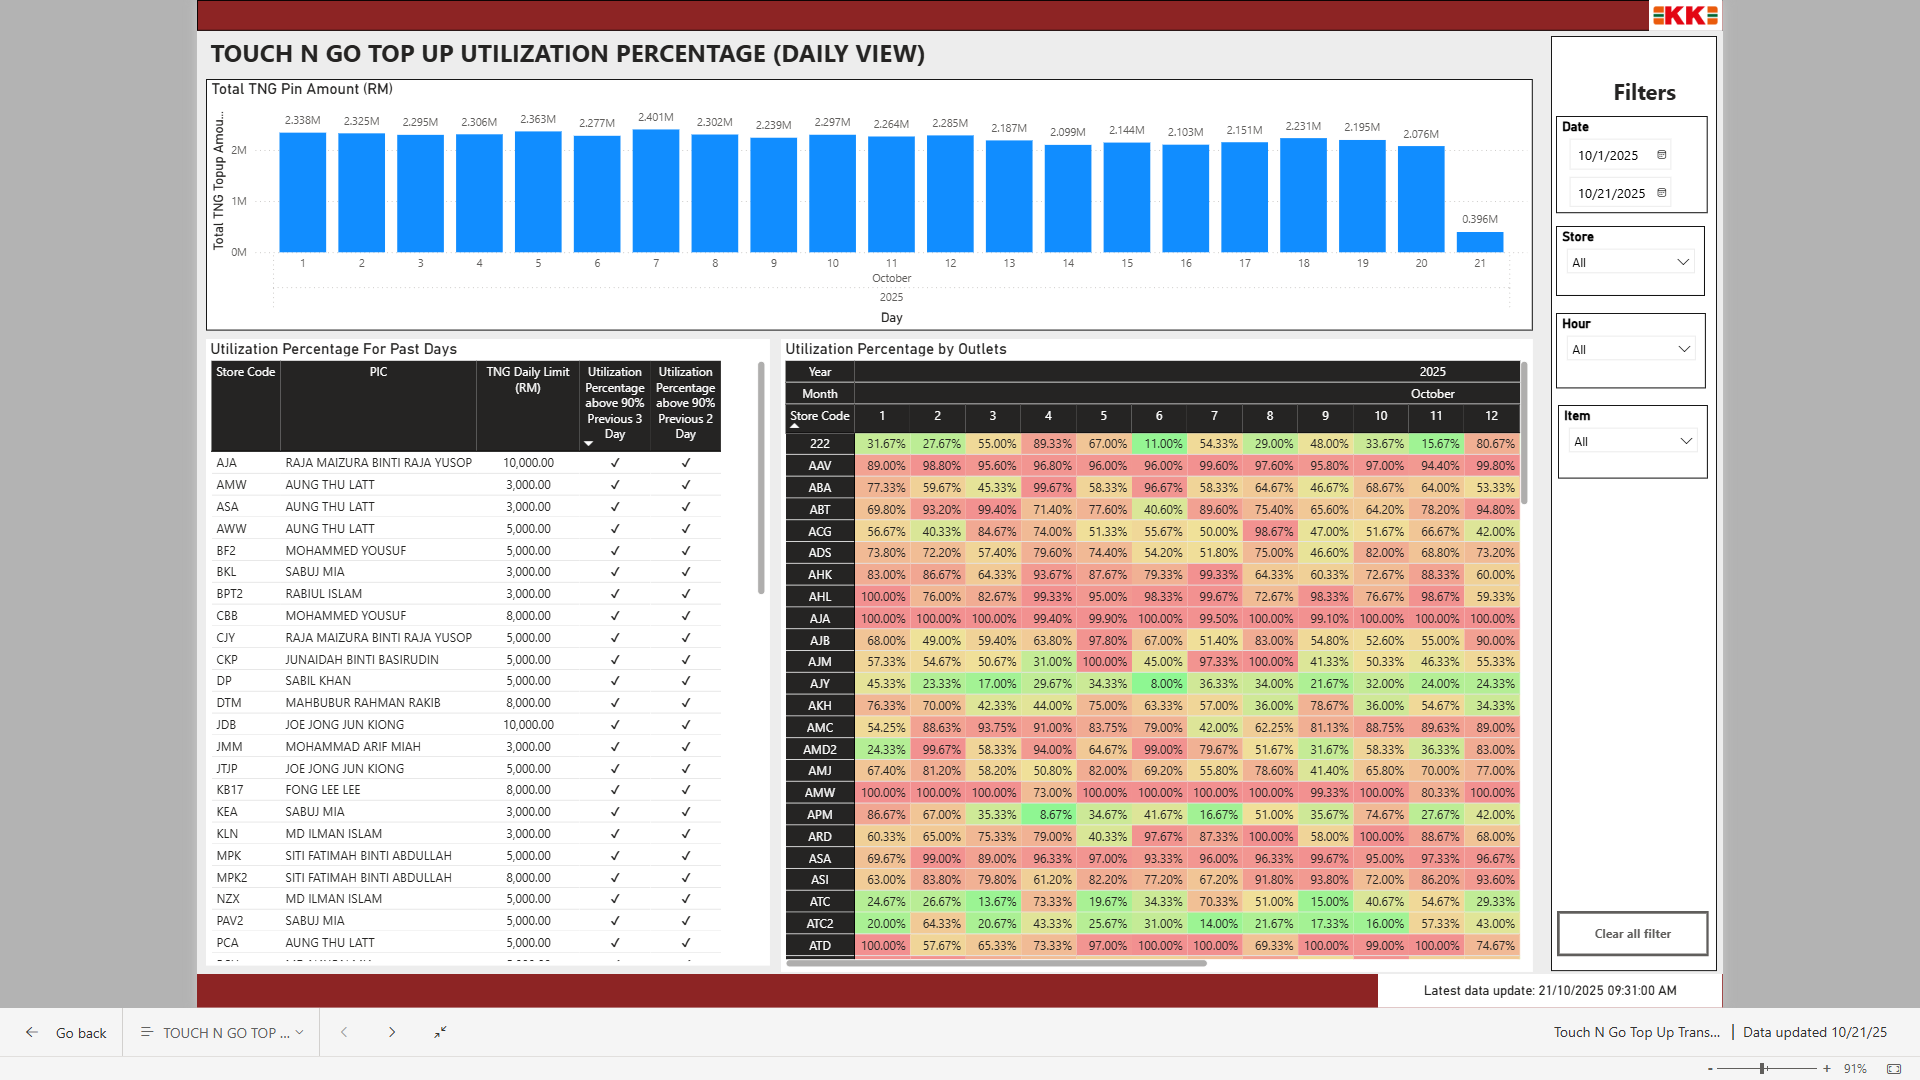 KK
TOUCH N GO TOP UP UTILIZATION PERCENTAGE (DAILY VIEW)
Total TNG Pin Amount (RM)
Total TNG Topup Amou...
2M
1M
0M
2.338M 2.325M 2.295M 2.306M 2.363M 2.277M 2.401M 2.302M 2.239M 2.297M 2.264M 2.285M 2.187M 2.099M 2.144M 2.103M 2.151M 2.231M 2.195M 2.076M 0.396M
1 2 3 4 5 6 7 8 9 10 11 12 13 14 15 16 17 18 19 20 21
October
2025
Day
Utilization Percentage For Past Days
Store Code PIC TNG Daily Limit (RM) Utilization Percentage above 90% Previous 3 Day Utilization Percentage above 90% Previous 2 Day
AJA RAJA MAIZURA BINTI RAJA YUSOP 10,000.00 ✓ ✓
AMW AUNG THU LATT 3,000.00 ✓ ✓
ASA AUNG THU LATT 3,000.00 ✓ ✓
AWW AUNG THU LATT 5,000.00 ✓ ✓
BF2 MOHAMMED YOUSUF 5,000.00 ✓ ✓
BKL SABUJ MIA 3,000.00 ✓ ✓
BPT2 RABIUL ISLAM 3,000.00 ✓ ✓
CBB MOHAMMED YOUSUF 8,000.00 ✓ ✓
CJY RAJA MAIZURA BINTI RAJA YUSOP 5,000.00 ✓ ✓
CKP JUNAIDAH BINTI BASIRUDIN 5,000.00 ✓ ✓
DP SABIL KHAN 5,000.00 ✓ ✓
DTM MAHBUBUR RAHMAN RAKIB 8,000.00 ✓ ✓
JDB JOE JONG JUN KIONG 10,000.00 ✓ ✓
JMM MOHAMMAD ARIF MIAH 3,000.00 ✓ ✓
JTJP JOE JONG JUN KIONG 5,000.00 ✓ ✓
KB17 FONG LEE LEE 8,000.00 ✓ ✓
KEA SABUJ MIA 3,000.00 ✓ ✓
KLN MD ILMAN ISLAM 3,000.00 ✓ ✓
MPK SITI FATIMAH BINTI ABDULLAH 5,000.00 ✓ ✓
MPK2 SITI FATIMAH BINTI ABDULLAH 8,000.00 ✓ ✓
NZX MD ILMAN ISLAM 5,000.00 ✓ ✓
PAV2 SABUJ MIA 5,000.00 ✓ ✓
PCA AUNG THU LATT 5,000.00 ✓ ✓
Utilization Percentage by Outlets
Year 2025
Month October
Store Code 1 2 3 4 5 6 7 8 9 10 11 12
222 31.67% 27.67% 55.00% 89.33% 67.00% 11.00% 54.33% 29.00% 48.00% 33.67% 15.67% 80.67%
AAV 89.00% 98.80% 95.60% 96.80% 96.00% 96.00% 99.60% 97.60% 95.80% 97.00% 94.40% 99.80%
ABA 77.33% 59.67% 45.33% 99.67% 58.33% 96.67% 58.33% 64.67% 46.67% 68.67% 64.00% 53.33%
ABT 69.80% 93.20% 99.40% 71.40% 77.60% 40.60% 89.60% 75.40% 65.60% 64.20% 78.20% 94.80%
ACG 56.67% 40.33% 84.67% 74.00% 51.33% 55.67% 50.00% 98.67% 47.00% 51.67% 66.67% 42.00%
ADS 73.80% 72.20% 57.40% 79.60% 74.40% 54.20% 51.80% 75.00% 46.60% 82.00% 68.80% 73.20%
AHK 83.00% 86.67% 64.33% 93.67% 87.67% 79.33% 99.33% 64.33% 60.33% 72.67% 88.33% 60.00%
AHL 100.00% 76.00% 82.67% 99.33% 95.00% 98.33% 99.67% 72.67% 98.33% 76.67% 98.67% 59.33%
AJA 100.00% 100.00% 100.00% 99.40% 99.90% 100.00% 99.50% 100.00% 99.10% 100.00% 100.00% 100.00%
AJB 68.00% 49.00% 59.40% 63.80% 97.80% 67.00% 51.40% 83.00% 54.80% 52.60% 55.00% 90.00%
AJM 57.33% 54.67% 50.67% 31.00% 100.00% 45.00% 97.33% 100.00% 41.33% 50.33% 46.33% 55.33%
AJY 45.33% 23.33% 17.00% 29.67% 34.33% 8.00% 36.33% 34.00% 21.67% 32.00% 24.00% 24.33%
AKH 76.33% 70.00% 42.33% 44.00% 75.00% 63.33% 57.00% 36.00% 78.67% 36.00% 54.67% 34.33%
AMC 54.25% 88.63% 93.75% 91.00% 83.75% 79.00% 42.00% 62.25% 81.13% 88.75% 89.63% 89.00%
AMD2 24.33% 99.67% 58.33% 94.00% 64.67% 99.00% 79.67% 51.67% 31.67% 58.33% 36.33% 83.00%
AMJ 67.40% 81.20% 58.20% 50.80% 82.00% 69.20% 55.80% 78.60% 41.40% 65.80% 70.00% 77.00%
AMW 100.00% 100.00% 100.00% 73.00% 100.00% 100.00% 100.00% 100.00% 99.33% 100.00% 80.33% 100.00%
APM 86.67% 67.00% 35.33% 8.67% 34.67% 41.67% 16.67% 51.00% 35.67% 74.67% 27.67% 42.00%
ARD 60.33% 65.00% 75.33% 79.00% 40.33% 97.67% 87.33% 100.00% 58.00% 100.00% 88.67% 68.00%
ASA 69.67% 99.00% 89.00% 96.33% 97.00% 93.33% 96.00% 96.33% 99.67% 95.00% 97.33% 96.67%
ASI 63.00% 83.80% 79.80% 61.20% 82.20% 77.20% 67.20% 91.80% 93.80% 72.00% 86.20% 93.60%
ATC 24.67% 26.67% 13.67% 73.33% 19.67% 34.33% 70.33% 51.00% 15.00% 40.67% 54.67% 29.33%
ATC2 20.00% 64.33% 20.67% 43.33% 25.67% 31.00% 14.00% 21.67% 17.33% 16.00% 57.33% 43.00%
ATD 100.00% 57.67% 65.33% 73.33% 97.00% 100.00% 100.00% 69.33% 100.00% 99.00% 100.00% 74.67%
Filters
Date
10/1/2025
10/21/2025
Store
All
Hour
All
Item
All
Clear all filter
Latest data update: 21/10/2025 09:31:00 AM
Go back
TOUCH N GO TOP ...
Touch N Go Top Up Trans... | Data updated 10/21/25
- + 91%